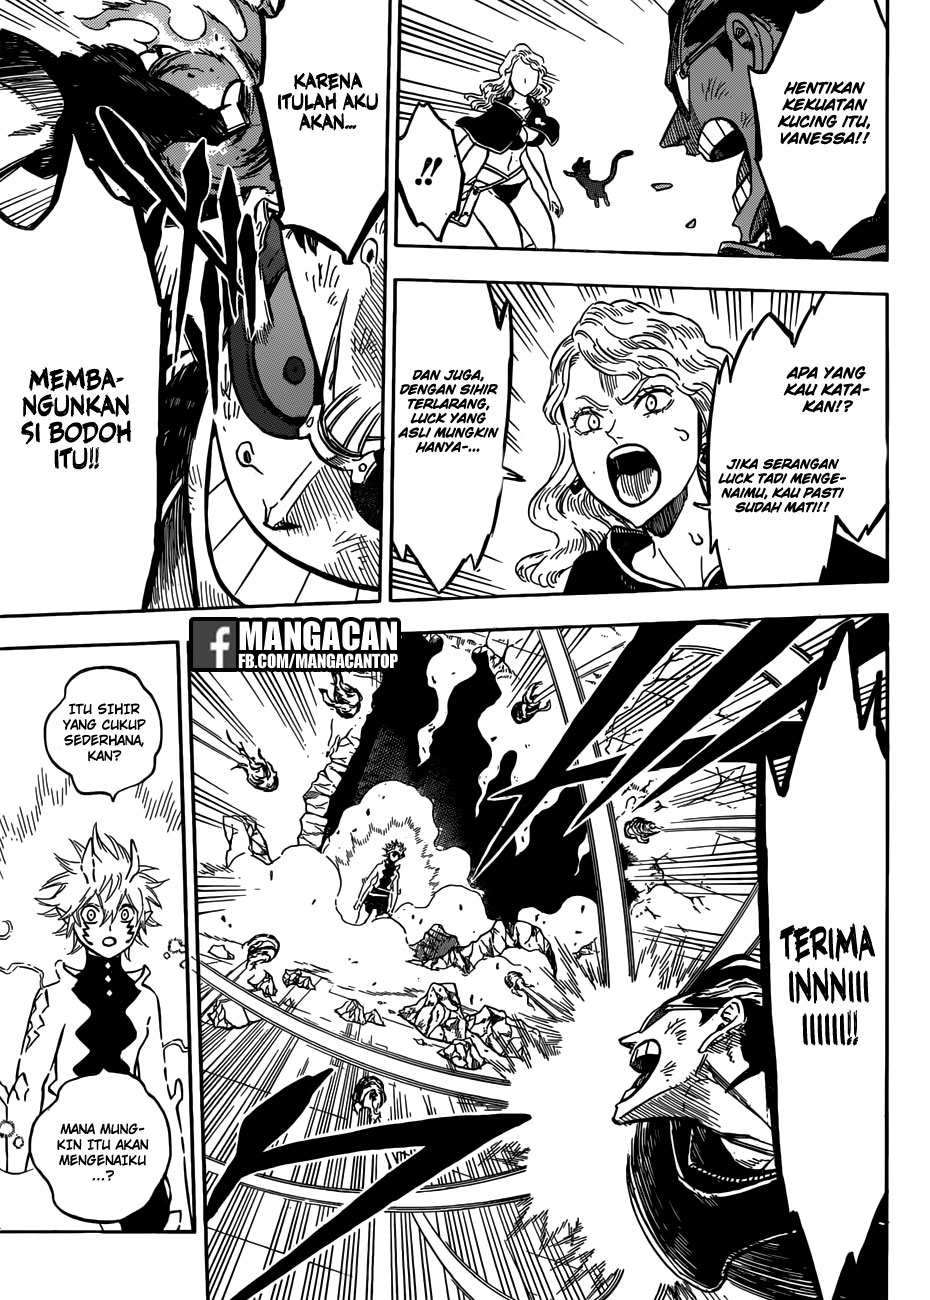 HENTIKAN
KEKUATAN
KUCING ITU,
VANESSA!!
!!
APA YANG
KAU KATA-
KAN!?
JIKA SERANGAN
LUCK TADI MENGE-
NAIMU, KAU PASTI
SUDAH MATI!!
DAN JUGA,
DENGAN SIHIR
TERLARANG,
LUCK YANG
ASLI MUNGKIN
HANYA-...
KARENA
ITULAH AKU
AKAN...
MEMBA-
NGUNKAN
SI BODOH
ITU!!
f MANGACAN
FB.COM/MANGACANTOP
TERIMA
INNNIII
IIIIII!!
ITU SIHIR
YANG CUKUP
SEDERHANA,
KAN?
MANA MUNG-
KIN ITU AKAN
MENGENAIKU
...?